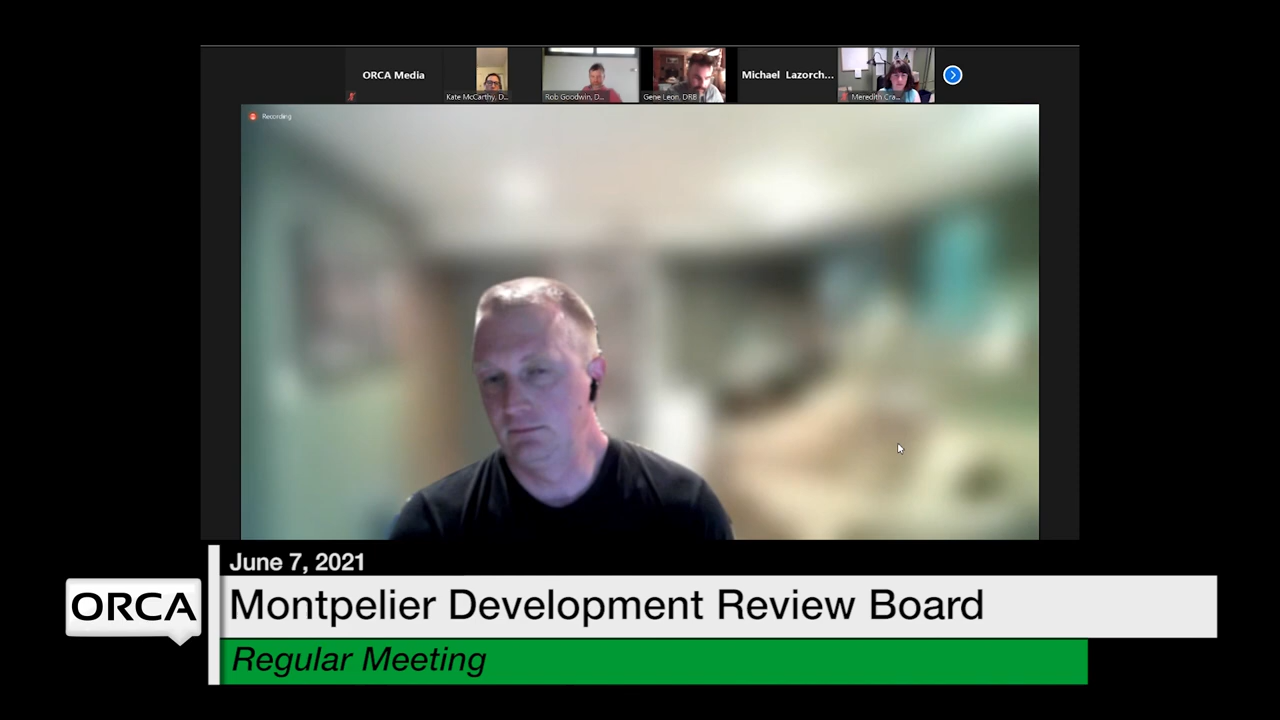 ORCA Media
Kate McCarthy, D...
Rob Goodwin, D...
Gene Leon, DRB
Michael Lazorch...
Meredith Cra...
Recording
June 7, 2021
ORCA
Montpelier Development Review Board
Regular Meeting